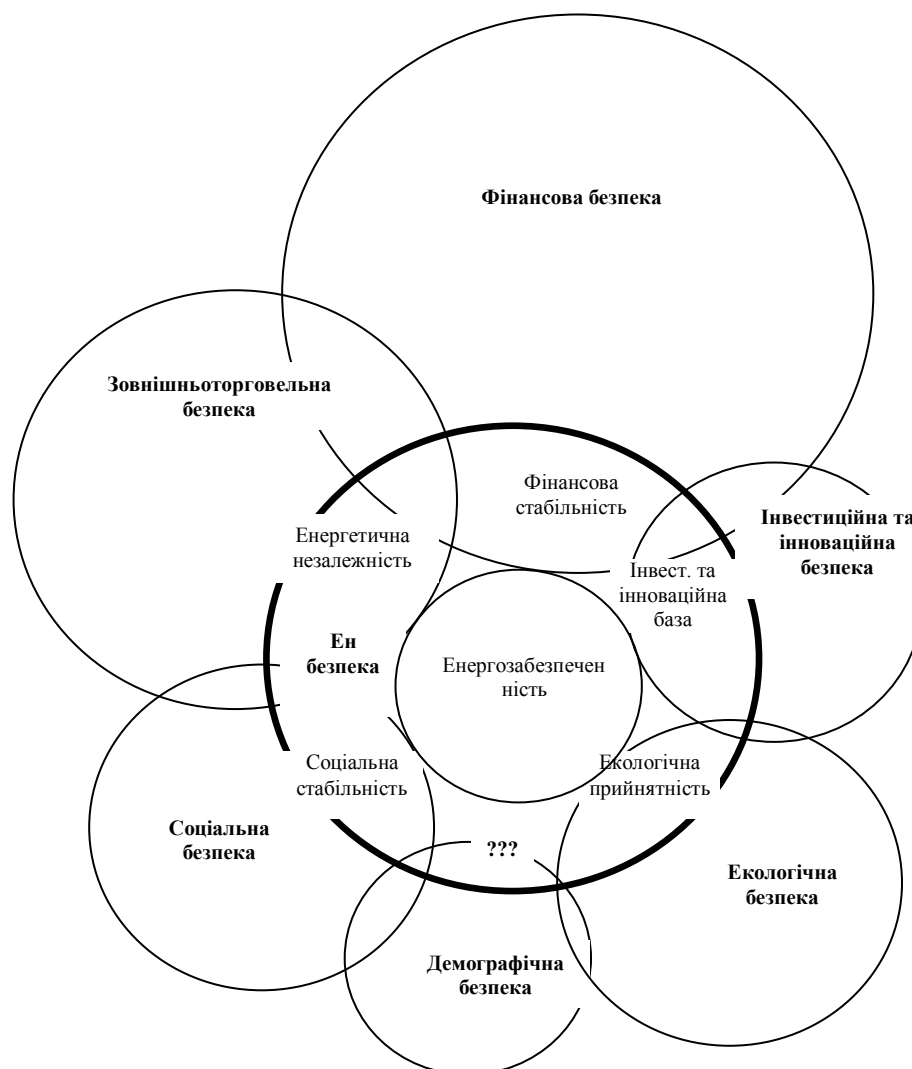 Фінансова безпека
Зовнішньоторговельна
безпека
Фінансова
стабільність
Енергетична
незалежність
Інвестиційна та
інноваційна
безпека
Інвест. та
інноваційна
база
Ен
безпека
Енергозабезпечен
ність
Соціальна
стабільність
Екологічна
прийнятність
Соціальна
безпека
???
Екологічна
безпека
Демографічна
безпека